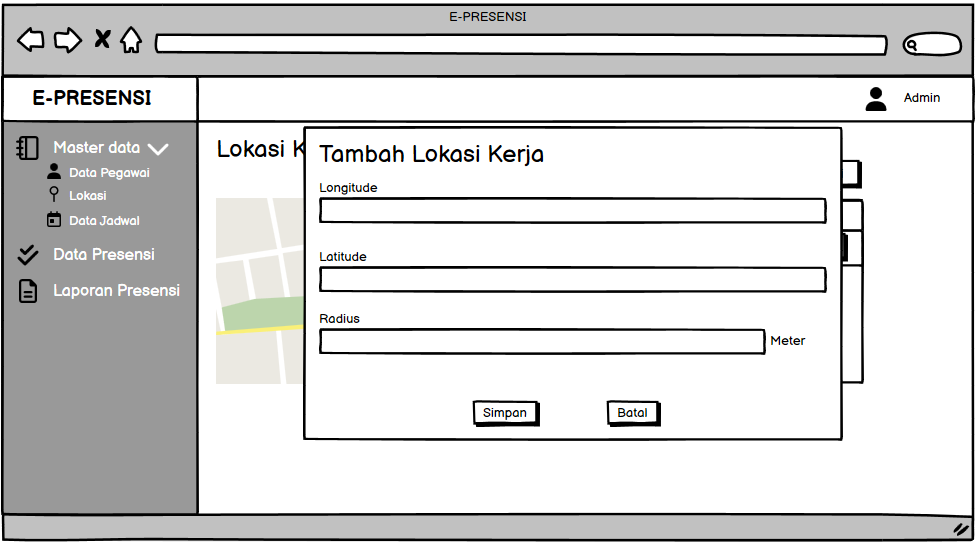 E-PRESENSI
E-PRESENSI
Admin
Master data
Data Pegawai
Lokasi
Data Jadwal
Data Presensi
Laporan Presensi
Lokasi K
Tambah Lokasi Kerja
Longitude
Latitude
Radius
Meter
Simpan
Batal